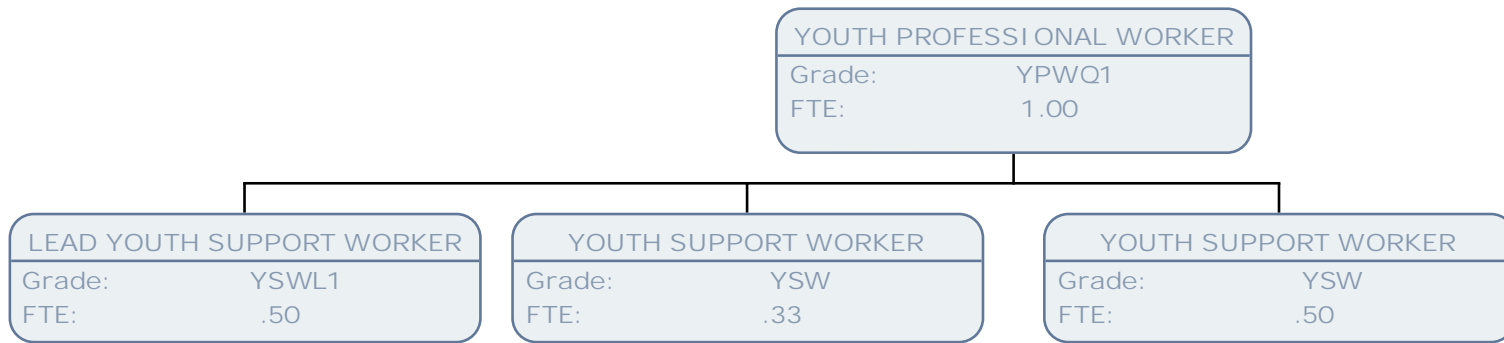 YOUTH PROFESSIONAL WORKER
Grade: YPWQ1
FTE: 1.00
LEAD YOUTH SUPPORT WORKER
Grade: YSWL1
FTE: .50
YOUTH SUPPORT WORKER
Grade: YSW
FTE: .33
YOUTH SUPPORT WORKER
Grade: YSW
FTE: .50